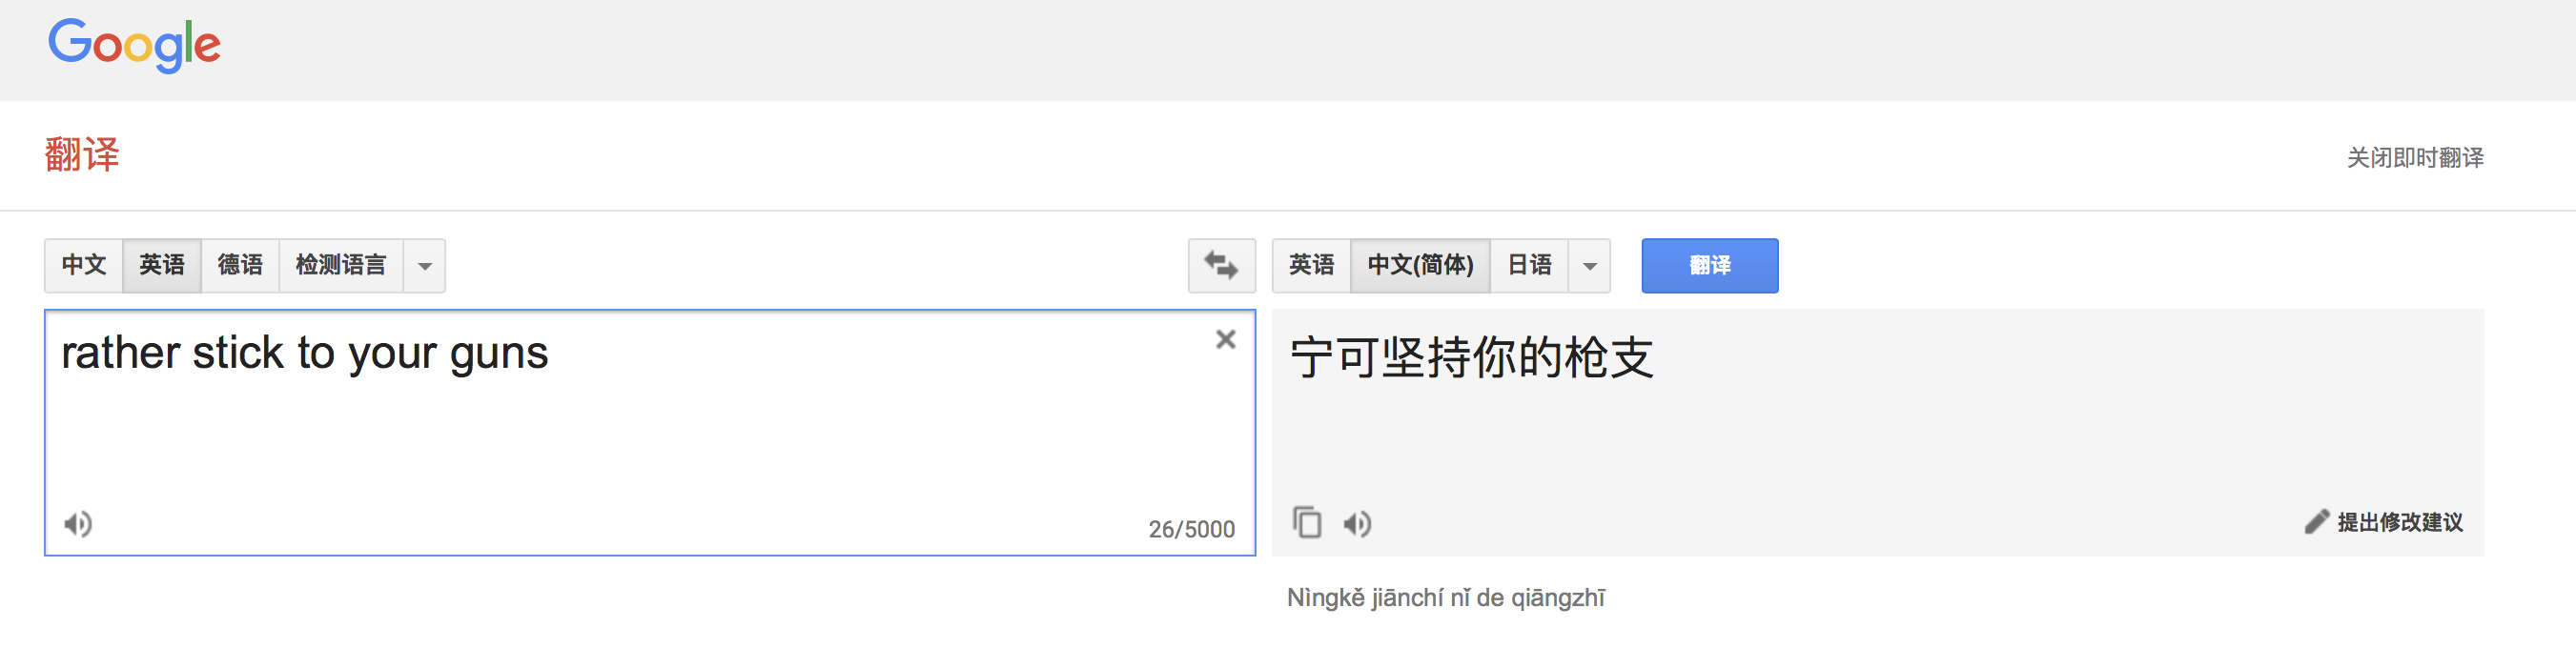 Google
翻译
关闭即时翻译
中文 英语 德语 检测语言
英语 中文(简体) 日语
翻译
rather stick to your guns
26/5000
宁可坚持你的枪支
提出修改建议
Nìngkě jiānchí nǐ de qiāngzhī